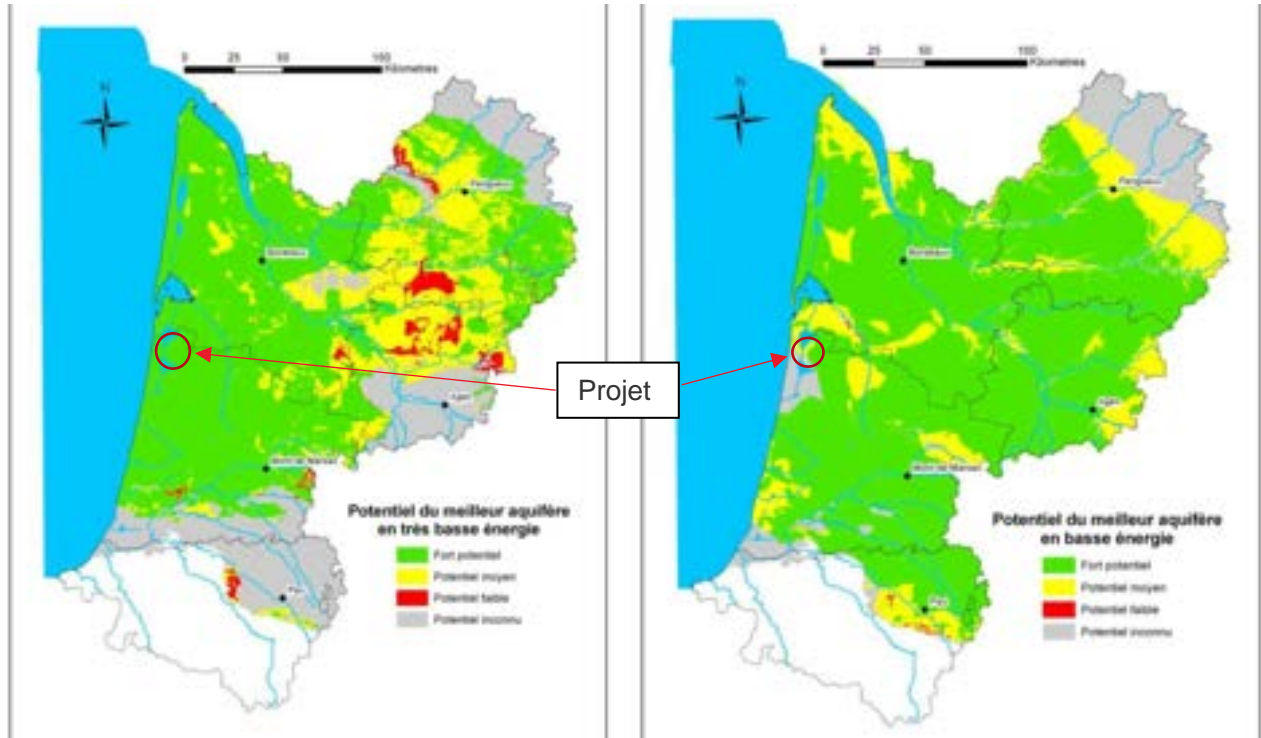 0 25 50 100
Kilomètres
N
Périgueux
Bordeaux
Agen
Mont de Marsan
Pau
Potentiel du meilleur aquifère
en très basse énergie
Fort potentiel
Potentiel moyen
Potentiel faible
Potentiel inconnu
Projet
0 25 50 100
Kilomètres
N
Périgueux
Bordeaux
Agen
Mont de Marsan
Pau
Potentiel du meilleur aquifère
en basse énergie
Fort potentiel
Potentiel moyen
Potentiel faible
Potentiel inconnu